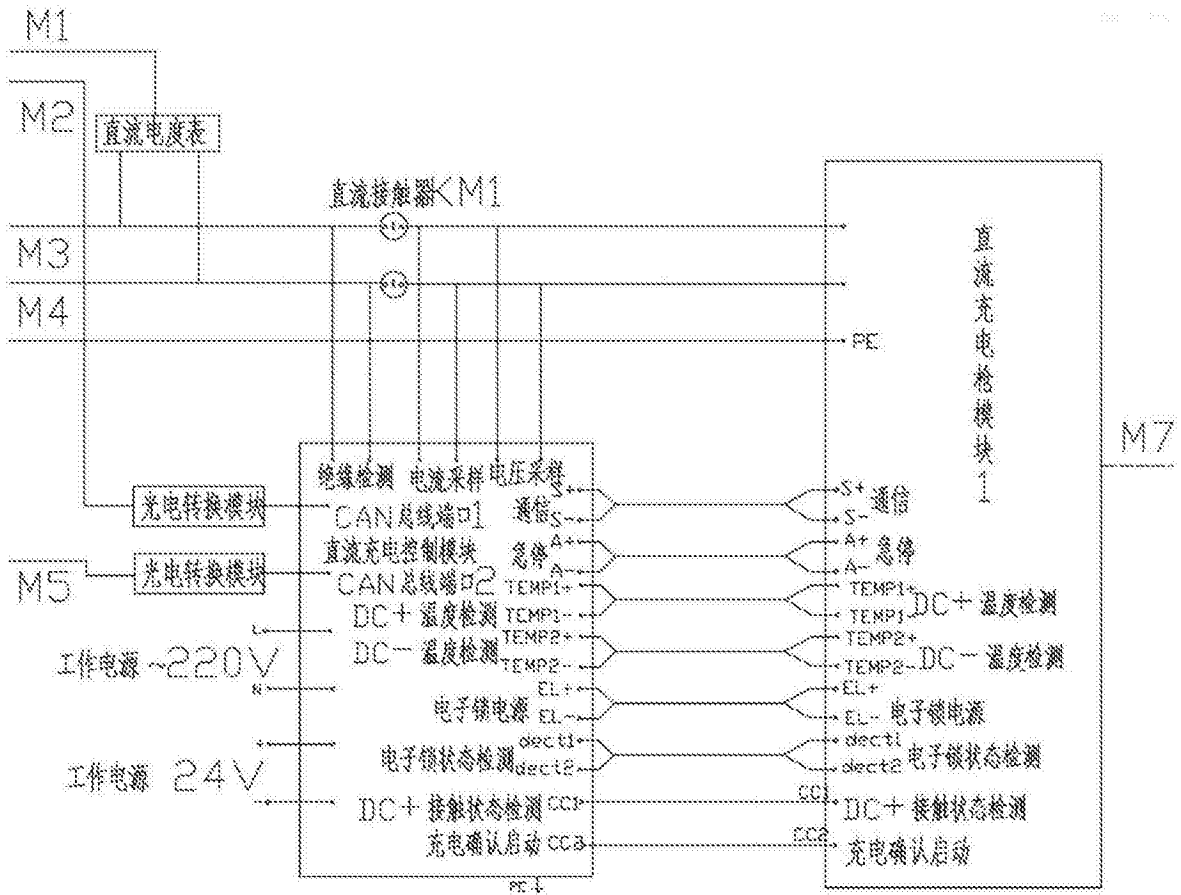 M1
M2
直流电度表
直流接触器KM1
M3
M4
PE
直流充电枪模块1
M7
绝缘检测 电流采样 电压采样
光电转换模块
CAN总线端口1
通信 S+ S-
S+ S- 通信
直流充电控制模块
急停 A+ A-
A+ A- 急停
M5
光电转换模块
CAN总线端口2
DC+温度检测 TEMP1+ TEMP1-
TEMP1+ TEMP1- DC+温度检测
L
工作电源~220V
N
DC-温度检测 TEMP2+ TEMP2-
TEMP2+ TEMP2- DC-温度检测
电子锁电源 EL+ EL-
EL+ EL- 电子锁电源
+
工作电源 24V
-
电子锁状态检测 dect1 dect2
dect1 dect2 电子锁状态检测
DC+接触状态检测 CC1
CC1 DC+接触状态检测
充电确认启动 CC2
CC2 充电确认启动
PE